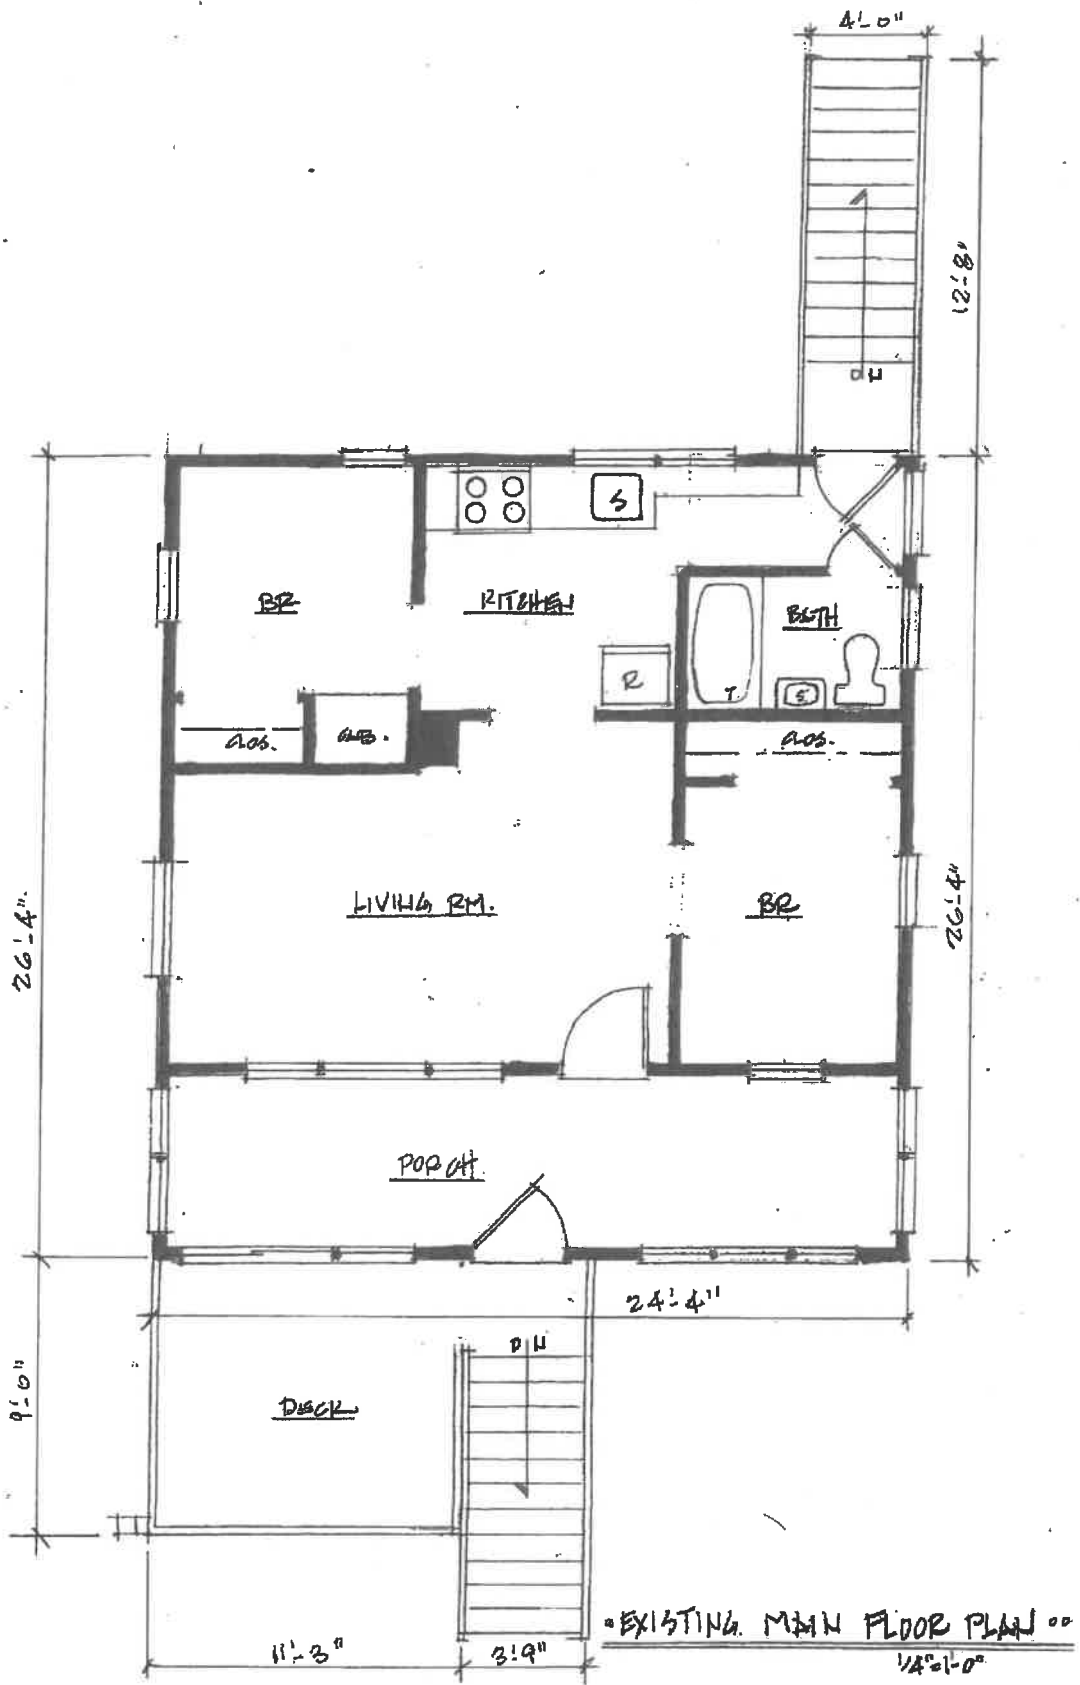 4'-0"
12'-8"
DN
S
BR
KITCHEN
BATH
R
T
S
CLOS.
CLOS.
LIVING RM.
BR
26'-4"
26'-4"
PORCH
24'-4"
DN
9'-0"
DECK
EXISTING MAIN FLOOR PLAN
1/4"=1'-0"
11'-3"
3'-9"